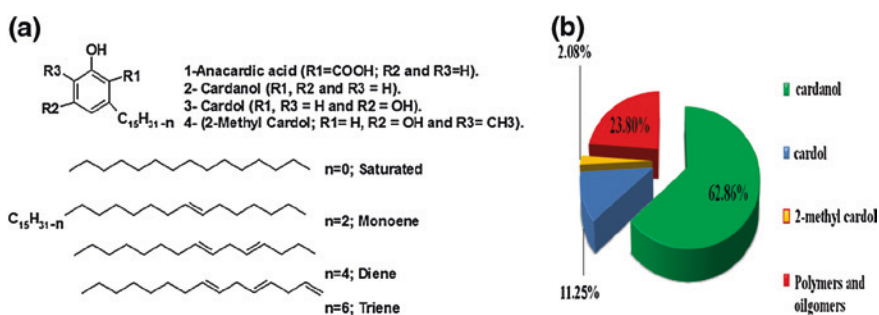 (a)
OH
R3
R1
R2
C15H31-n
1-Anacardic acid (R1=COOH; R2 and R3=H).
2- Cardanol (R1, R2 and R3 = H).
3- Cardol (R1, R3 = H and R2 = OH).
4- (2-Methyl Cardol; R1= H, R2 = OH and R3= CH3).
n=0; Saturated
C15H31-n
n=2; Monoene
n=4; Diene
n=6; Triene
(b)
2.08%
23.80%
62.86%
11.25%
cardanol
cardol
2-methyl cardol
Polymers and
oilgomers